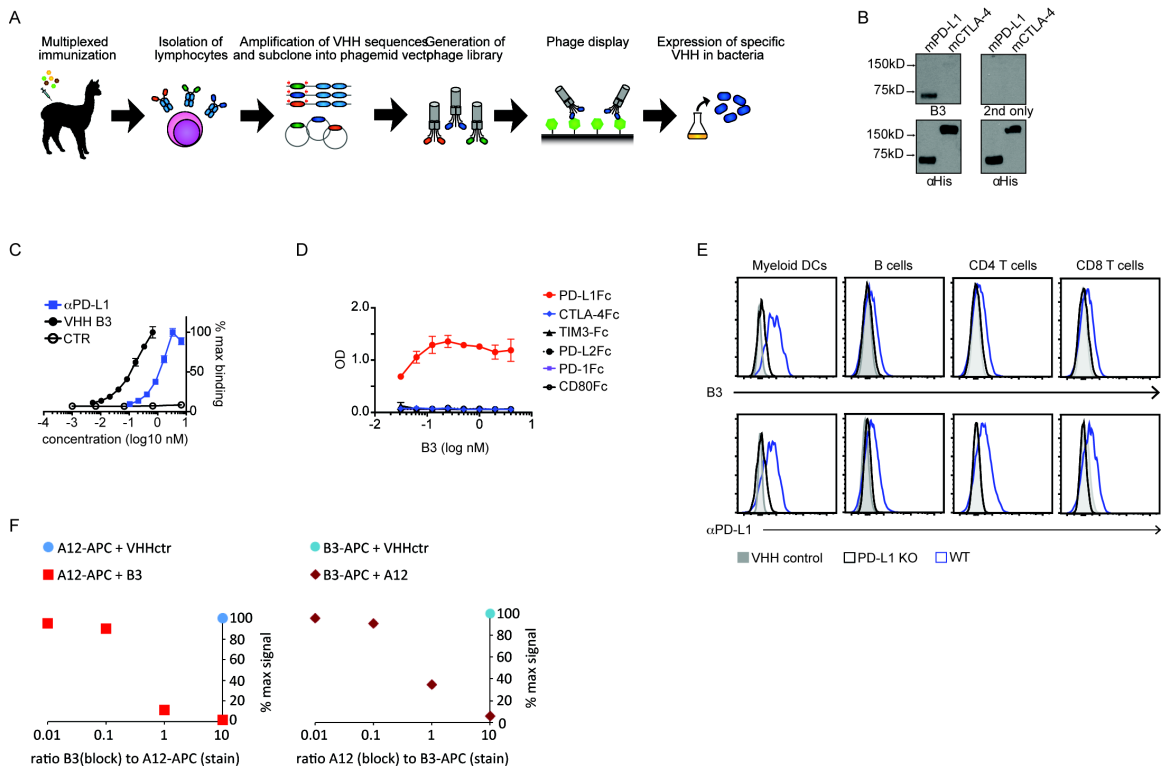 A
Multiplexed
immunization
Isolation of
lymphocytes
Amplification of VHH sequences
and subclone into phagemid vector
Generation of
phage library
Phage display
Expression of specific
VHH in bacteria
B
mPD-L1
mCTLA-4
mPD-L1
mCTLA-4
150kD
75kD
B3
2nd only
150kD
75kD
αHis
αHis
C
αPD-L1
VHH B3
CTR
100
50
0
% max binding
-4
-2
0
2
concentration (log10 nM)
D
2.0
1.0
0.0
OD
-2
-1
0
1
B3 (log nM)
PD-L1Fc
CTLA-4Fc
TIM3-Fc
PD-L2Fc
PD-1Fc
CD80Fc
E
Myeloid DCs
B cells
CD4 T cells
CD8 T cells
B3
αPD-L1
VHH control
PD-L1 KO
WT
F
A12-APC + VHHctr
A12-APC + B3
100
80
60
40
20
0
% max signal
0.01
0.1
1
10
ratio B3(block) to A12-APC (stain)
B3-APC + VHHctr
B3-APC + A12
100
80
60
40
20
0
% max signal
0.01
0.1
1
10
ratio A12 (block) to B3-APC (stain)